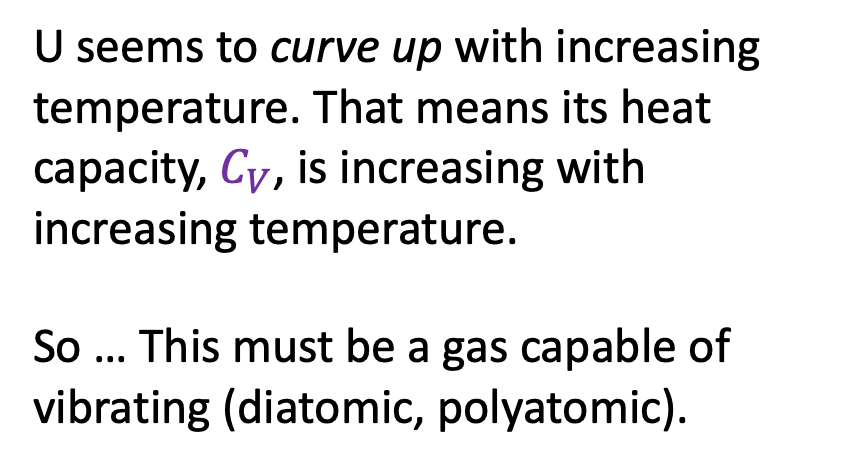 U seems to curve up with increasing
temperature. That means its heat
capacity, C_V, is increasing with
increasing temperature.
So ... This must be a gas capable of
vibrating (diatomic, polyatomic).